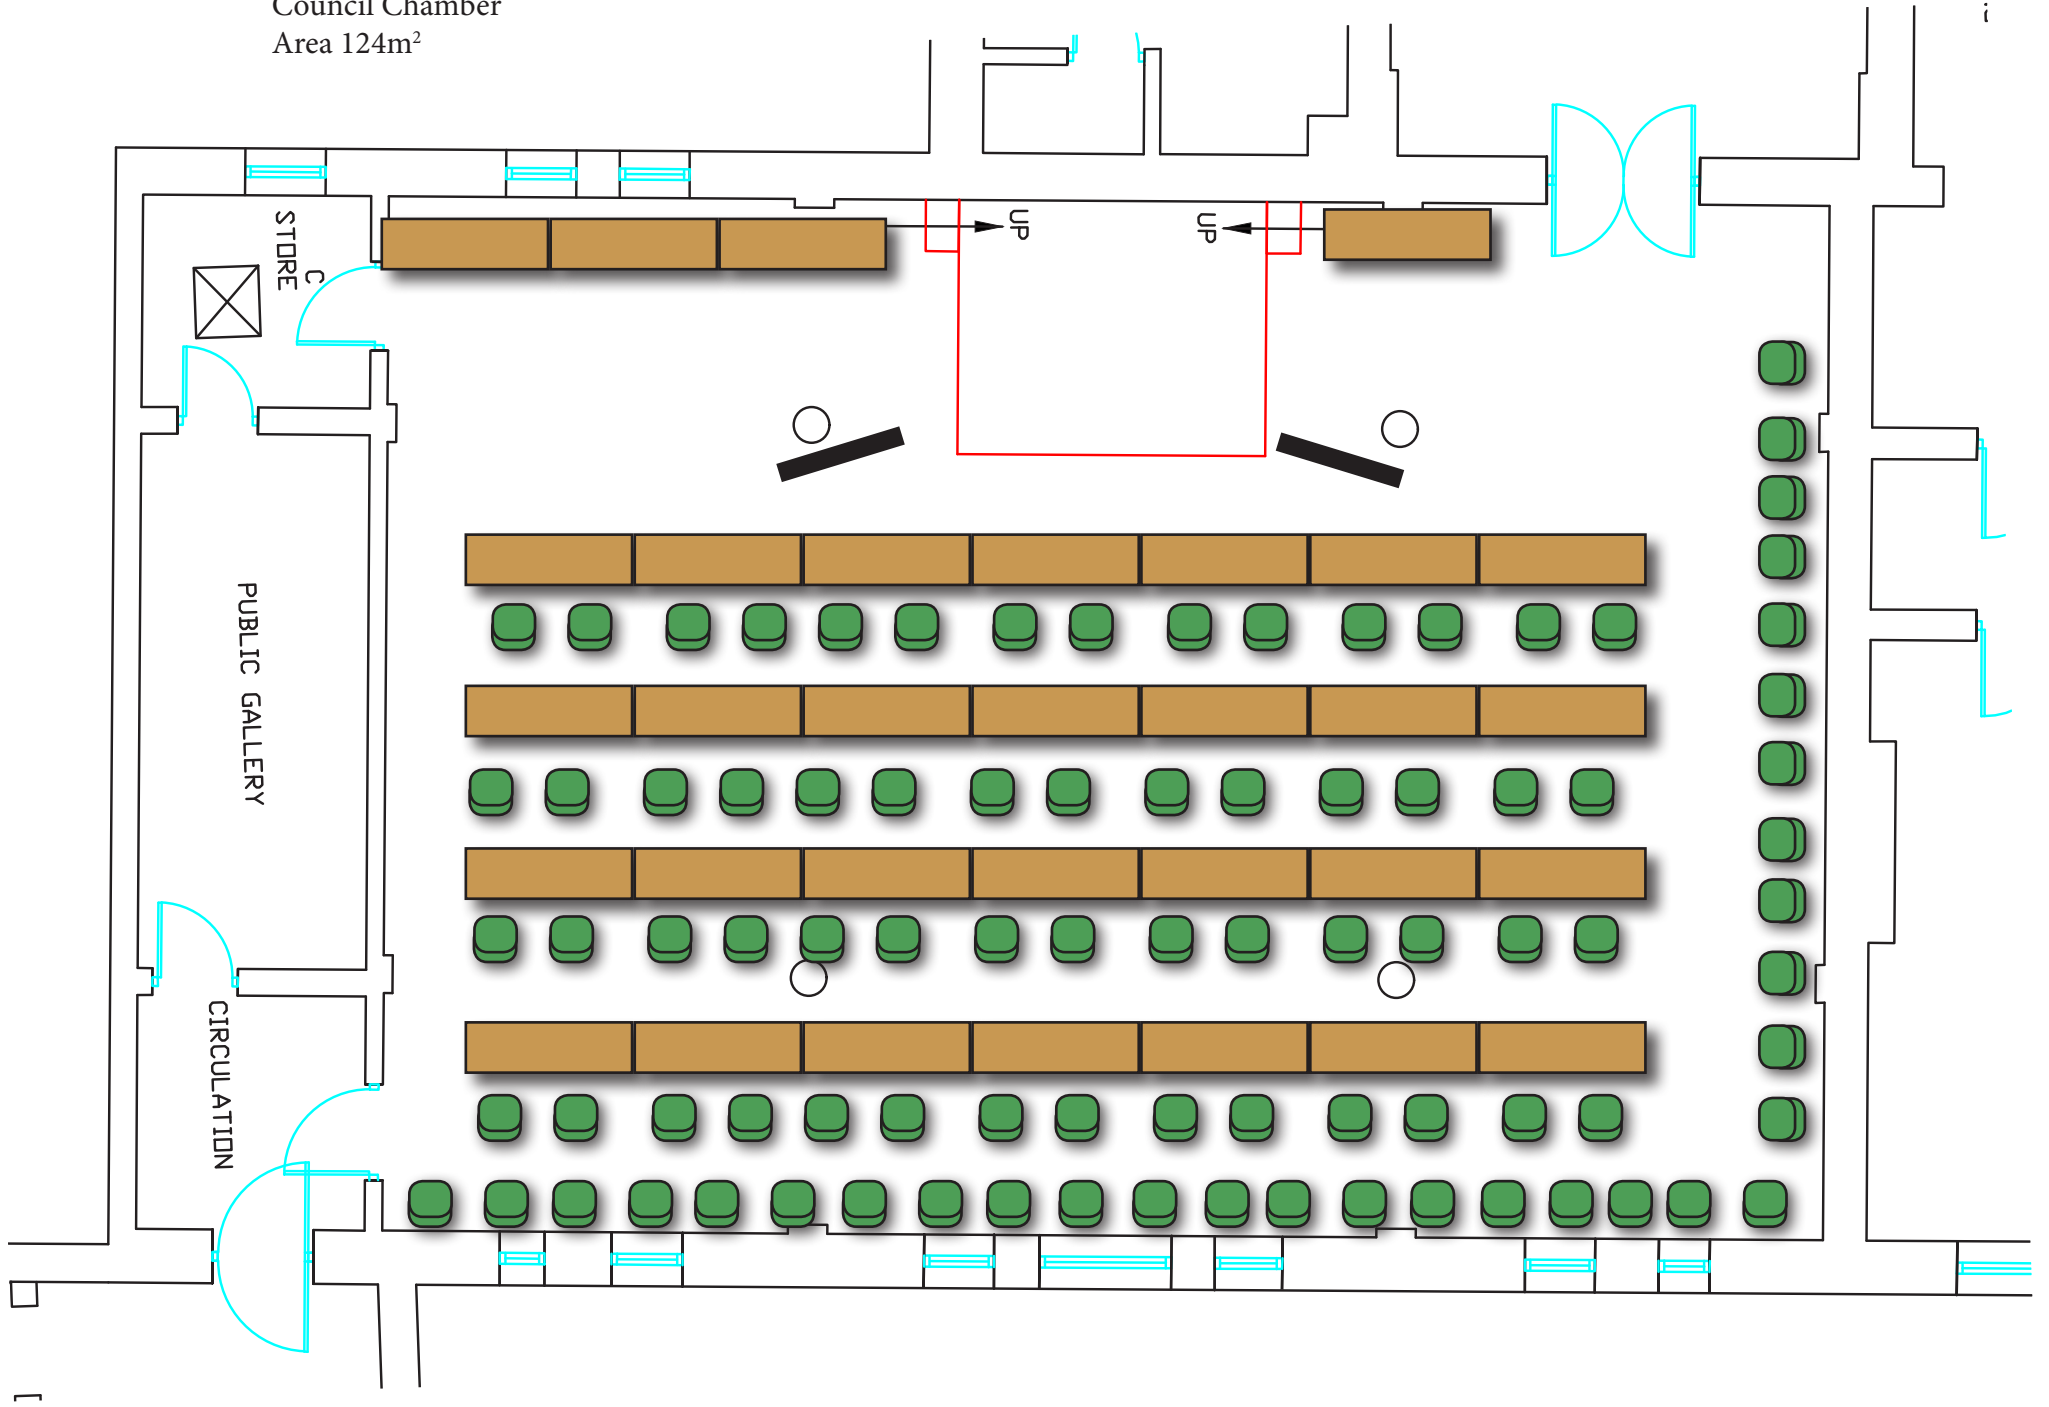 Council Chamber
Area 124m²
UP
UP
STORE
C
PUBLIC GALLERY
CIRCULATION